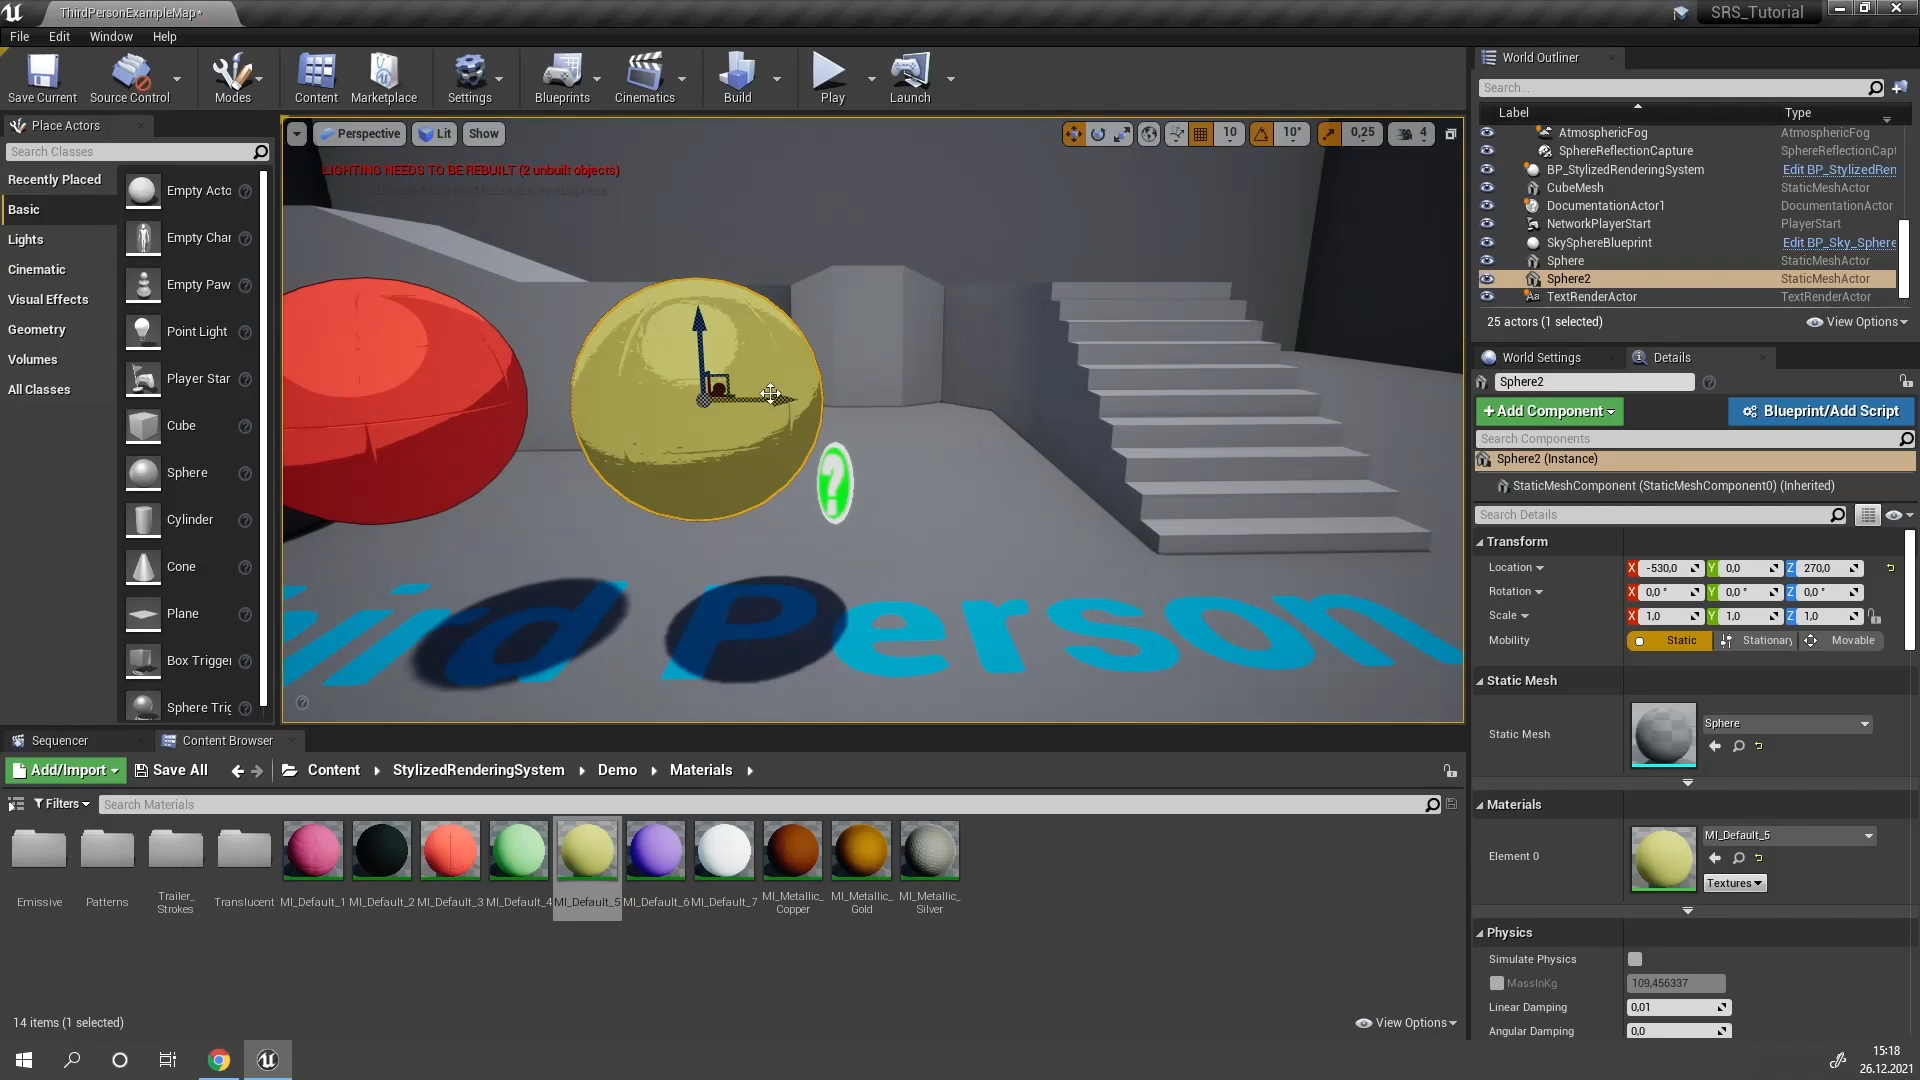 ThirdPersonExampleMap*
SRS_Tutorial
File Edit Window Help
Save Current
Source Control
Modes
Content
Marketplace
Settings
Blueprints
Cinematics
Build
Play
Launch
Place Actors
Search Classes
Recently Placed
Basic
Lights
Cinematic
Visual Effects
Geometry
Volumes
All Classes
Empty Acto
Empty Char
Empty Paw
Point Light
Player Star
Cube
Sphere
Cylinder
Cone
Plane
Box Trigger
Sphere Trig
Perspective
Lit
Show
10
10°
0,25
4
LIGHTING NEEDS TO BE REBUILT (2 unbuilt objects)
ird Person
World Outliner
Search...
Label Type
AtmosphericFog AtmosphericFog
SphereReflectionCapture SphereReflectionCapt
BP_StylizedRenderingSystem Edit BP_StylizedRen
CubeMesh StaticMeshActor
DocumentationActor1 DocumentationActor
NetworkPlayerStart PlayerStart
SkySphereBlueprint Edit BP_Sky_Sphere
Sphere StaticMeshActor
Sphere2 StaticMeshActor
TextRenderActor TextRenderActor
25 actors (1 selected)
View Options
World Settings
Details
Sphere2
+Add Component
Blueprint/Add Script
Search Components
Sphere2 (Instance)
StaticMeshComponent (StaticMeshComponent0) (Inherited)
Search Details
Transform
Location X -530,0 Y 0,0 Z 270,0
Rotation X 0,0 ° Y 0,0 ° Z 0,0 °
Scale X 1,0 Y 1,0 Z 1,0
Mobility Static Stationary Movable
Static Mesh
Static Mesh
Sphere
Materials
Element 0
MI_Default_5
Textures
Physics
Simulate Physics
MassInKg 109,456337
Linear Damping 0,01
Angular Damping 0,0
Sequencer
Content Browser
Add/Import
Save All
Content
StylizedRenderingSystem
Demo
Materials
Filters
Search Materials
Emissive
Patterns
Trailer_
Strokes
Translucent
MI_Default_1
MI_Default_2
MI_Default_3
MI_Default_4
MI_Default_5
MI_Default_6
MI_Default_7
MI_Metallic_
Copper
MI_Metallic_
Gold
MI_Metallic_
Silver
14 items (1 selected)
View Options
15:18
26.12.2021